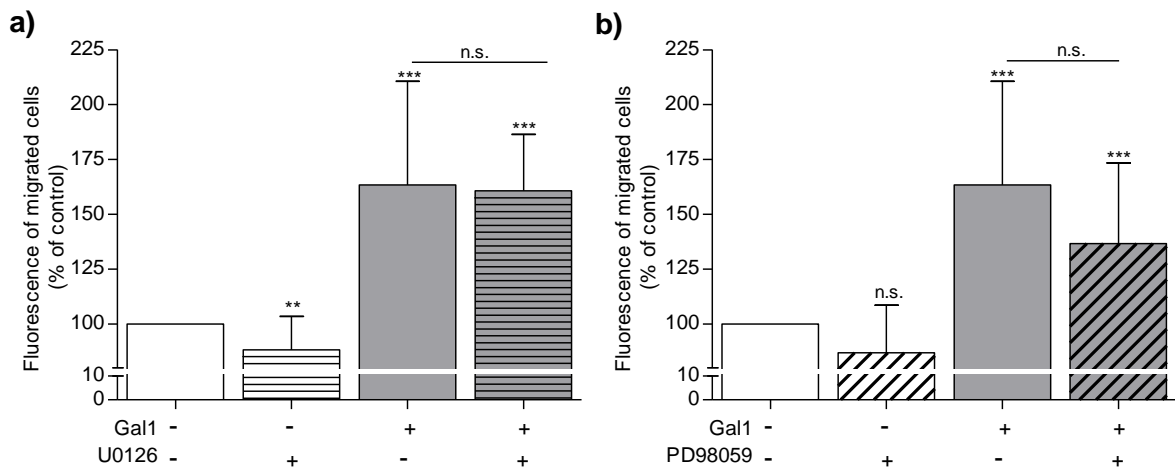 a)
Fluorescence of migrated cells
(% of control)
225
200
175
150
125
100
10
0
**
***
***
n.s.
Gal1 - - + +
U0126 - + - +
b)
Fluorescence of migrated cells
(% of control)
225
200
175
150
125
100
10
0
n.s.
***
***
n.s.
Gal1 - - + +
PD98059 - + - +